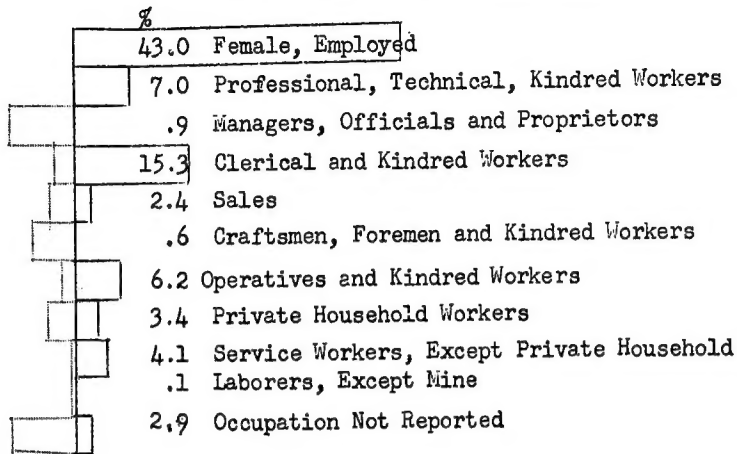 %
43.0 Female, Employed
7.0 Professional, Technical, Kindred Workers
.9 Managers, Officials and Proprietors
15.3 Clerical and Kindred Workers
2.4 Sales
.6 Craftsmen, Foremen and Kindred Workers
6.2 Operatives and Kindred Workers
3.4 Private Household Workers
4.1 Service Workers, Except Private Household
.1 Laborers, Except Mine
2.9 Occupation Not Reported